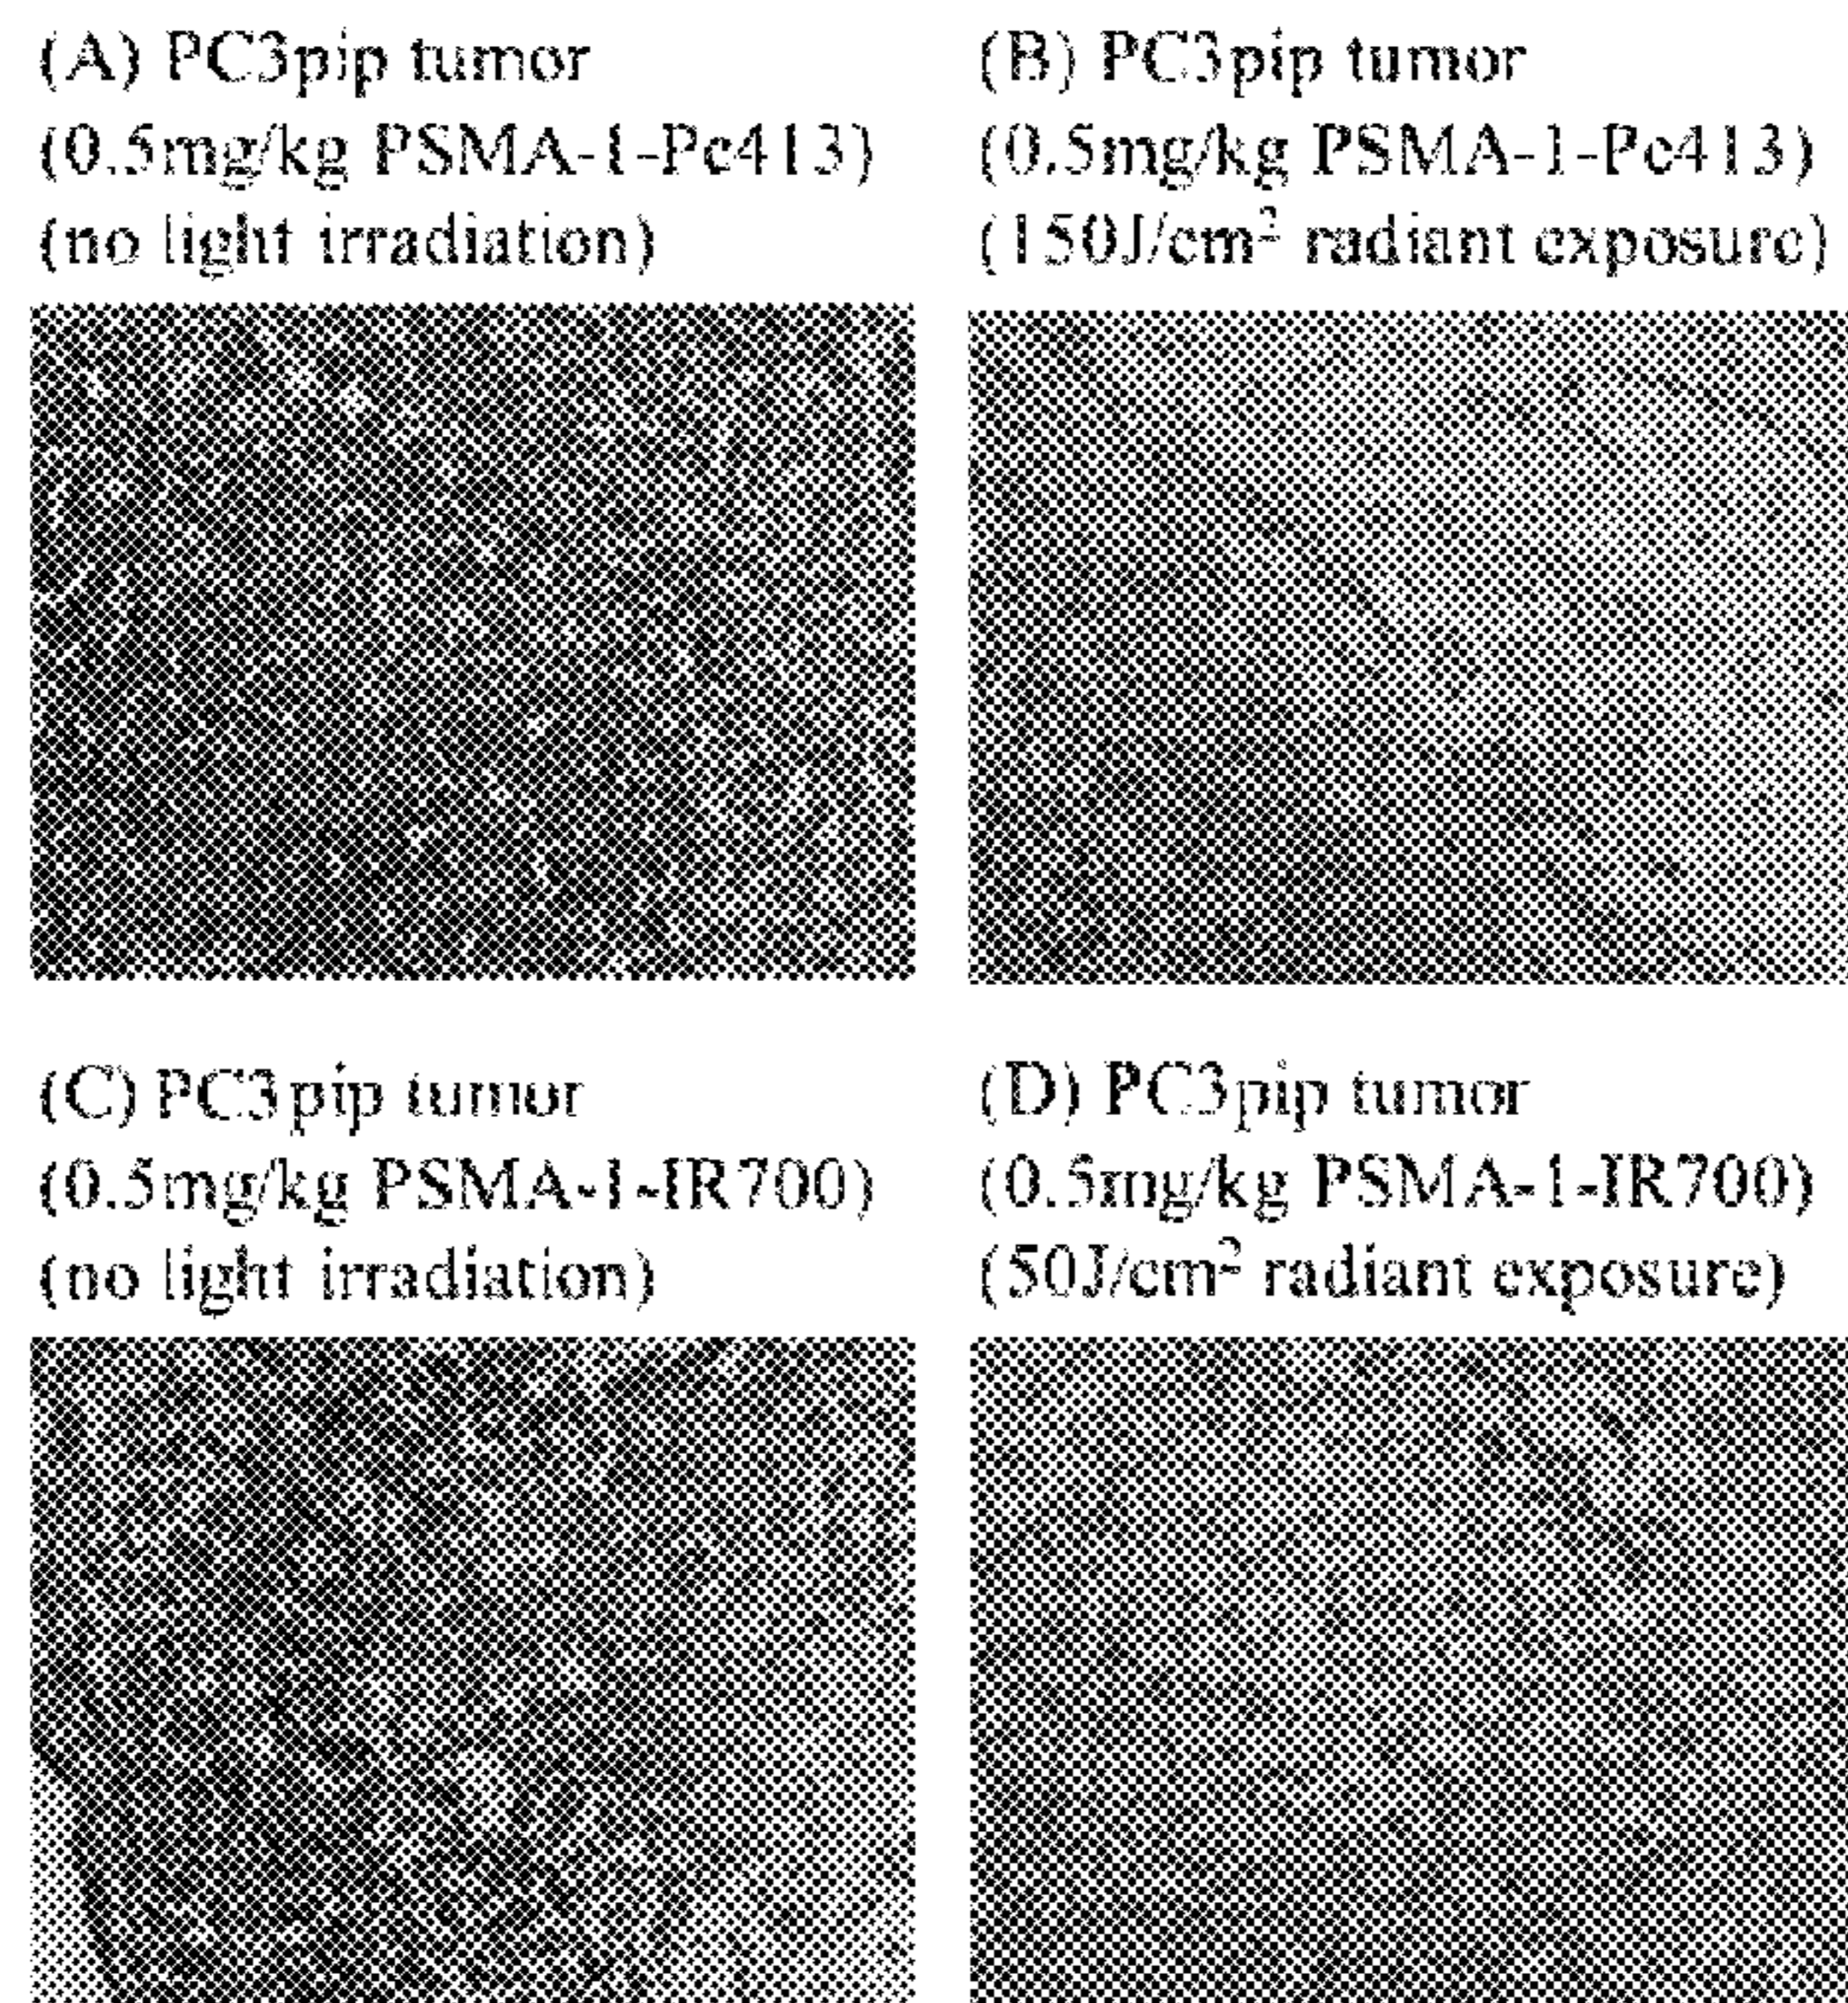 (A) PC3pip tumor
(0.5mg/kg PSMA-1-Pc413)
(no light irradiation)
(B) PC3pip tumor
(0.5mg/kg PSMA-1-Pc413)
(150J/cm² radiant exposure)
(C) PC3pip tumor
(0.5mg/kg PSMA-1-IR700)
(no light irradiation)
(D) PC3pip tumor
(0.5mg/kg PSMA-1-IR700)
(50J/cm² radiant exposure)